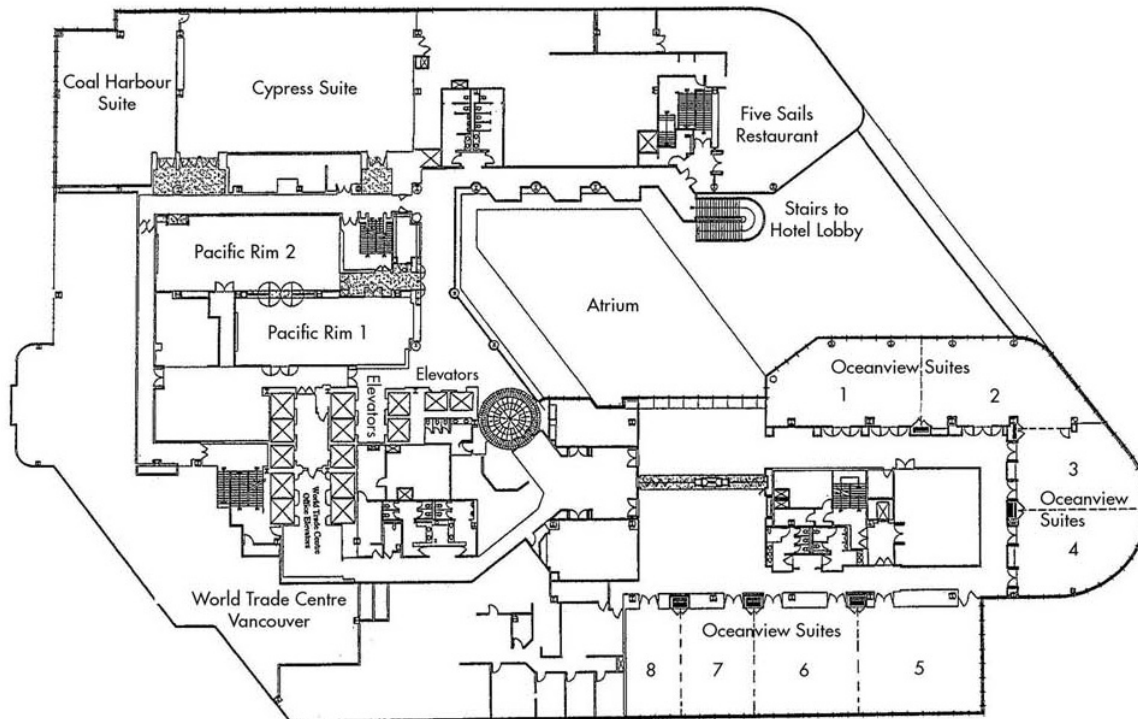 Coal Harbour
Suite
Cypress Suite
Five Sails
Restaurant
Stairs to
Hotel Lobby
Pacific Rim 2
Atrium
Pacific Rim 1
Elevators
Elevators
Oceanview Suites
1
2
3
Oceanview
Suites
4
World Trade Centre
Office Elevators
World Trade Centre
Vancouver
Oceanview Suites
8
7
6
5